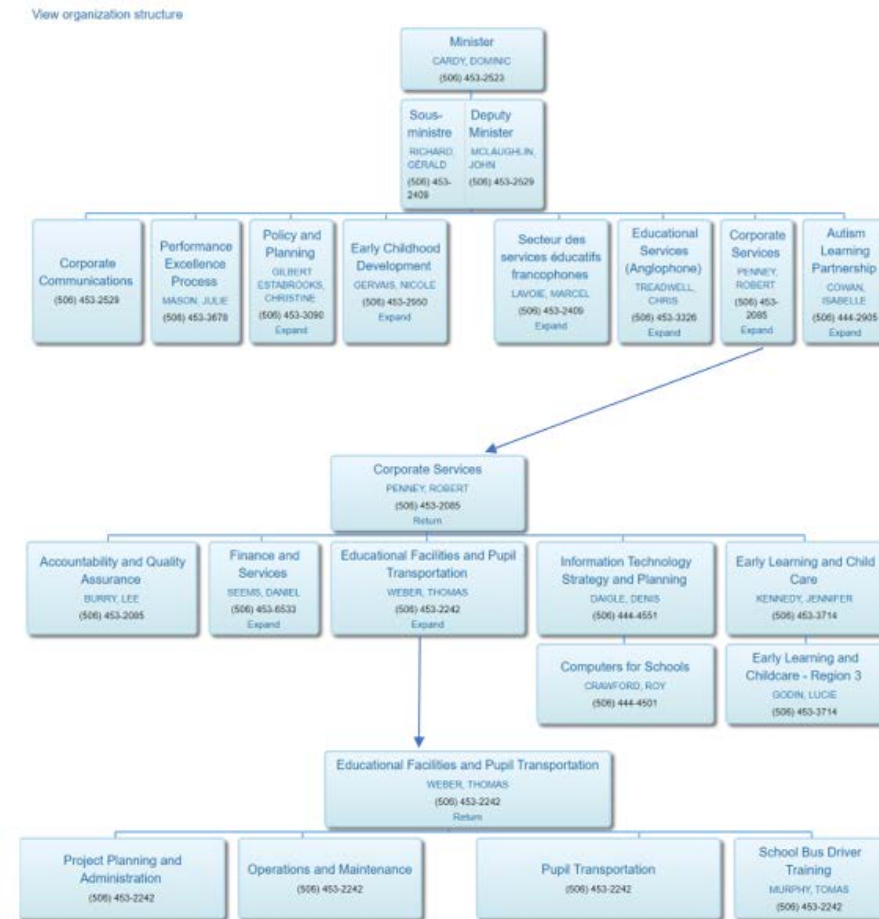 View organization structure
Minister
CARDY, DOMINIC
(506) 453-2523
Sous-
ministre
RICHARD,
GÉRALD
(506) 453-
2409
Deputy
Minister
MCLAUGHLIN,
JOHN
(506) 453-2529
Corporate
Communications
(506) 453-2529
Performance
Excellence
Process
MASON, JULIE
(506) 453-3678
Policy and
Planning
GILBERT
ESTABROOKS,
CHRISTINE
(506) 453-3090
Expand
Early Childhood
Development
GERVAIS, NICOLE
(506) 453-2950
Expand
Secteur des
services éducatifs
francophones
LAVOIE, MARCEL
(506) 453-2409
Expand
Educational
Services
(Anglophone)
TREADWELL,
CHRIS
(506) 453-3326
Expand
Corporate
Services
PENNEY,
ROBERT
(506) 453-
2085
Expand
Autism
Learning
Partnership
COWAN,
ISABELLE
(506) 444-2905
Expand
Corporate Services
PENNEY, ROBERT
(506) 453-2085
Return
Accountability and Quality
Assurance
BURRY, LEE
(506) 453-2085
Finance and
Services
SEEMS, DANIEL
(506) 453-6533
Expand
Educational Facilities and Pupil
Transportation
WEBER, THOMAS
(506) 453-2242
Expand
Information Technology
Strategy and Planning
DAIGLE, DENIS
(506) 444-4551
Early Learning and Child
Care
KENNEDY, JENNIFER
(506) 453-3714
Computers for Schools
CRAWFORD, ROY
(506) 444-4501
Early Learning and
Childcare - Region 3
GODIN, LUCIE
(506) 453-3714
Educational Facilities and Pupil Transportation
WEBER, THOMAS
(506) 453-2242
Return
Project Planning and
Administration
(506) 453-2242
Operations and Maintenance
(506) 453-2242
Pupil Transportation
(506) 453-2242
School Bus Driver
Training
MURPHY, TOMAS
(506) 453-2242